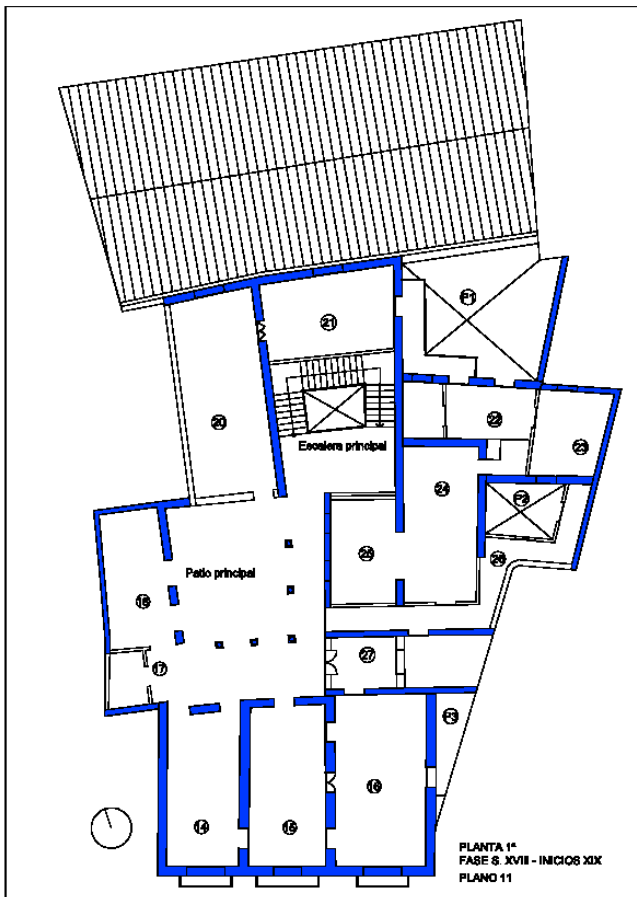 P1
21
20
22
23
Escalera principal
24
P2
25
26
Patio principal
18
17
27
P3
16
14
15
PLANTA 1ª
FASE S. XVIII - INICIOS XIX
PLANO 11